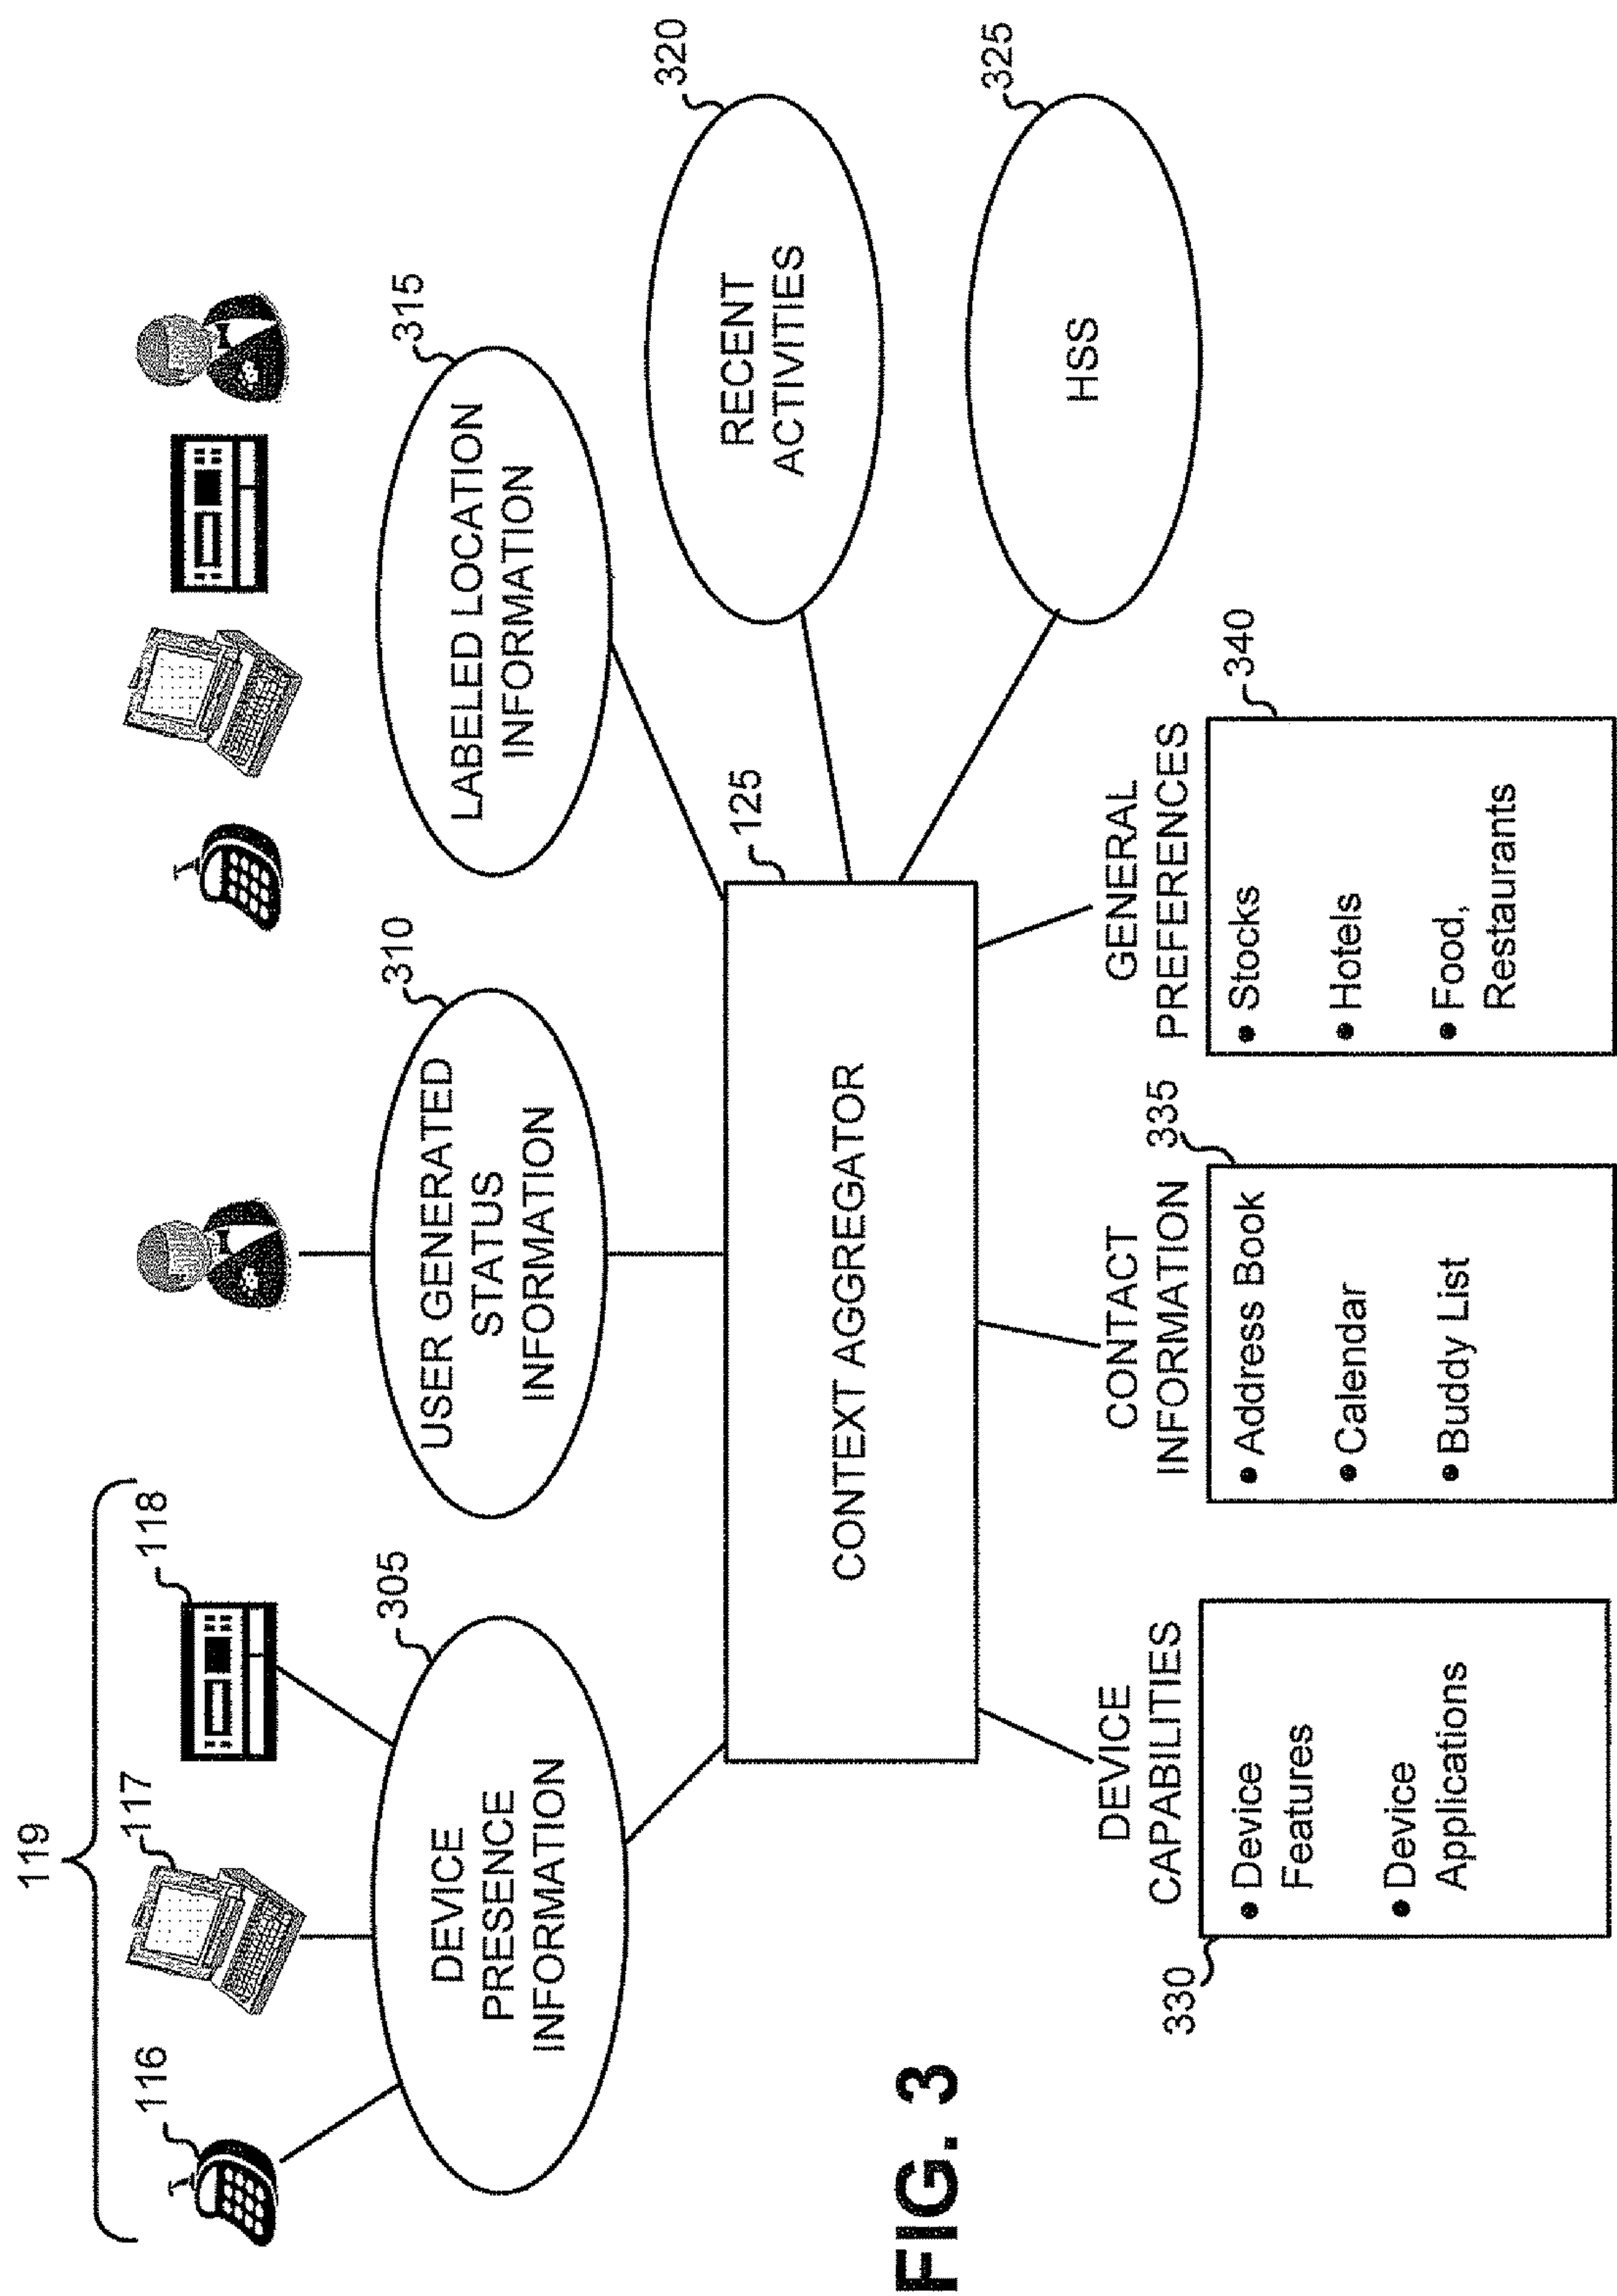 119
116
117
118
305
DEVICE
PRESENCE
INFORMATION
310
USER GENERATED
STATUS
INFORMATION
315
LABELED LOCATION
INFORMATION
320
RECENT
ACTIVITIES
325
HSS
125
CONTEXT AGGREGATOR
DEVICE
CAPABILITIES
330
• Device
Features
• Device
Applications
CONTACT
INFORMATION
335
• Address Book
• Calendar
• Buddy List
GENERAL
PREFERENCES
340
• Stocks
• Hotels
• Food,
Restaurants
FIG. 3